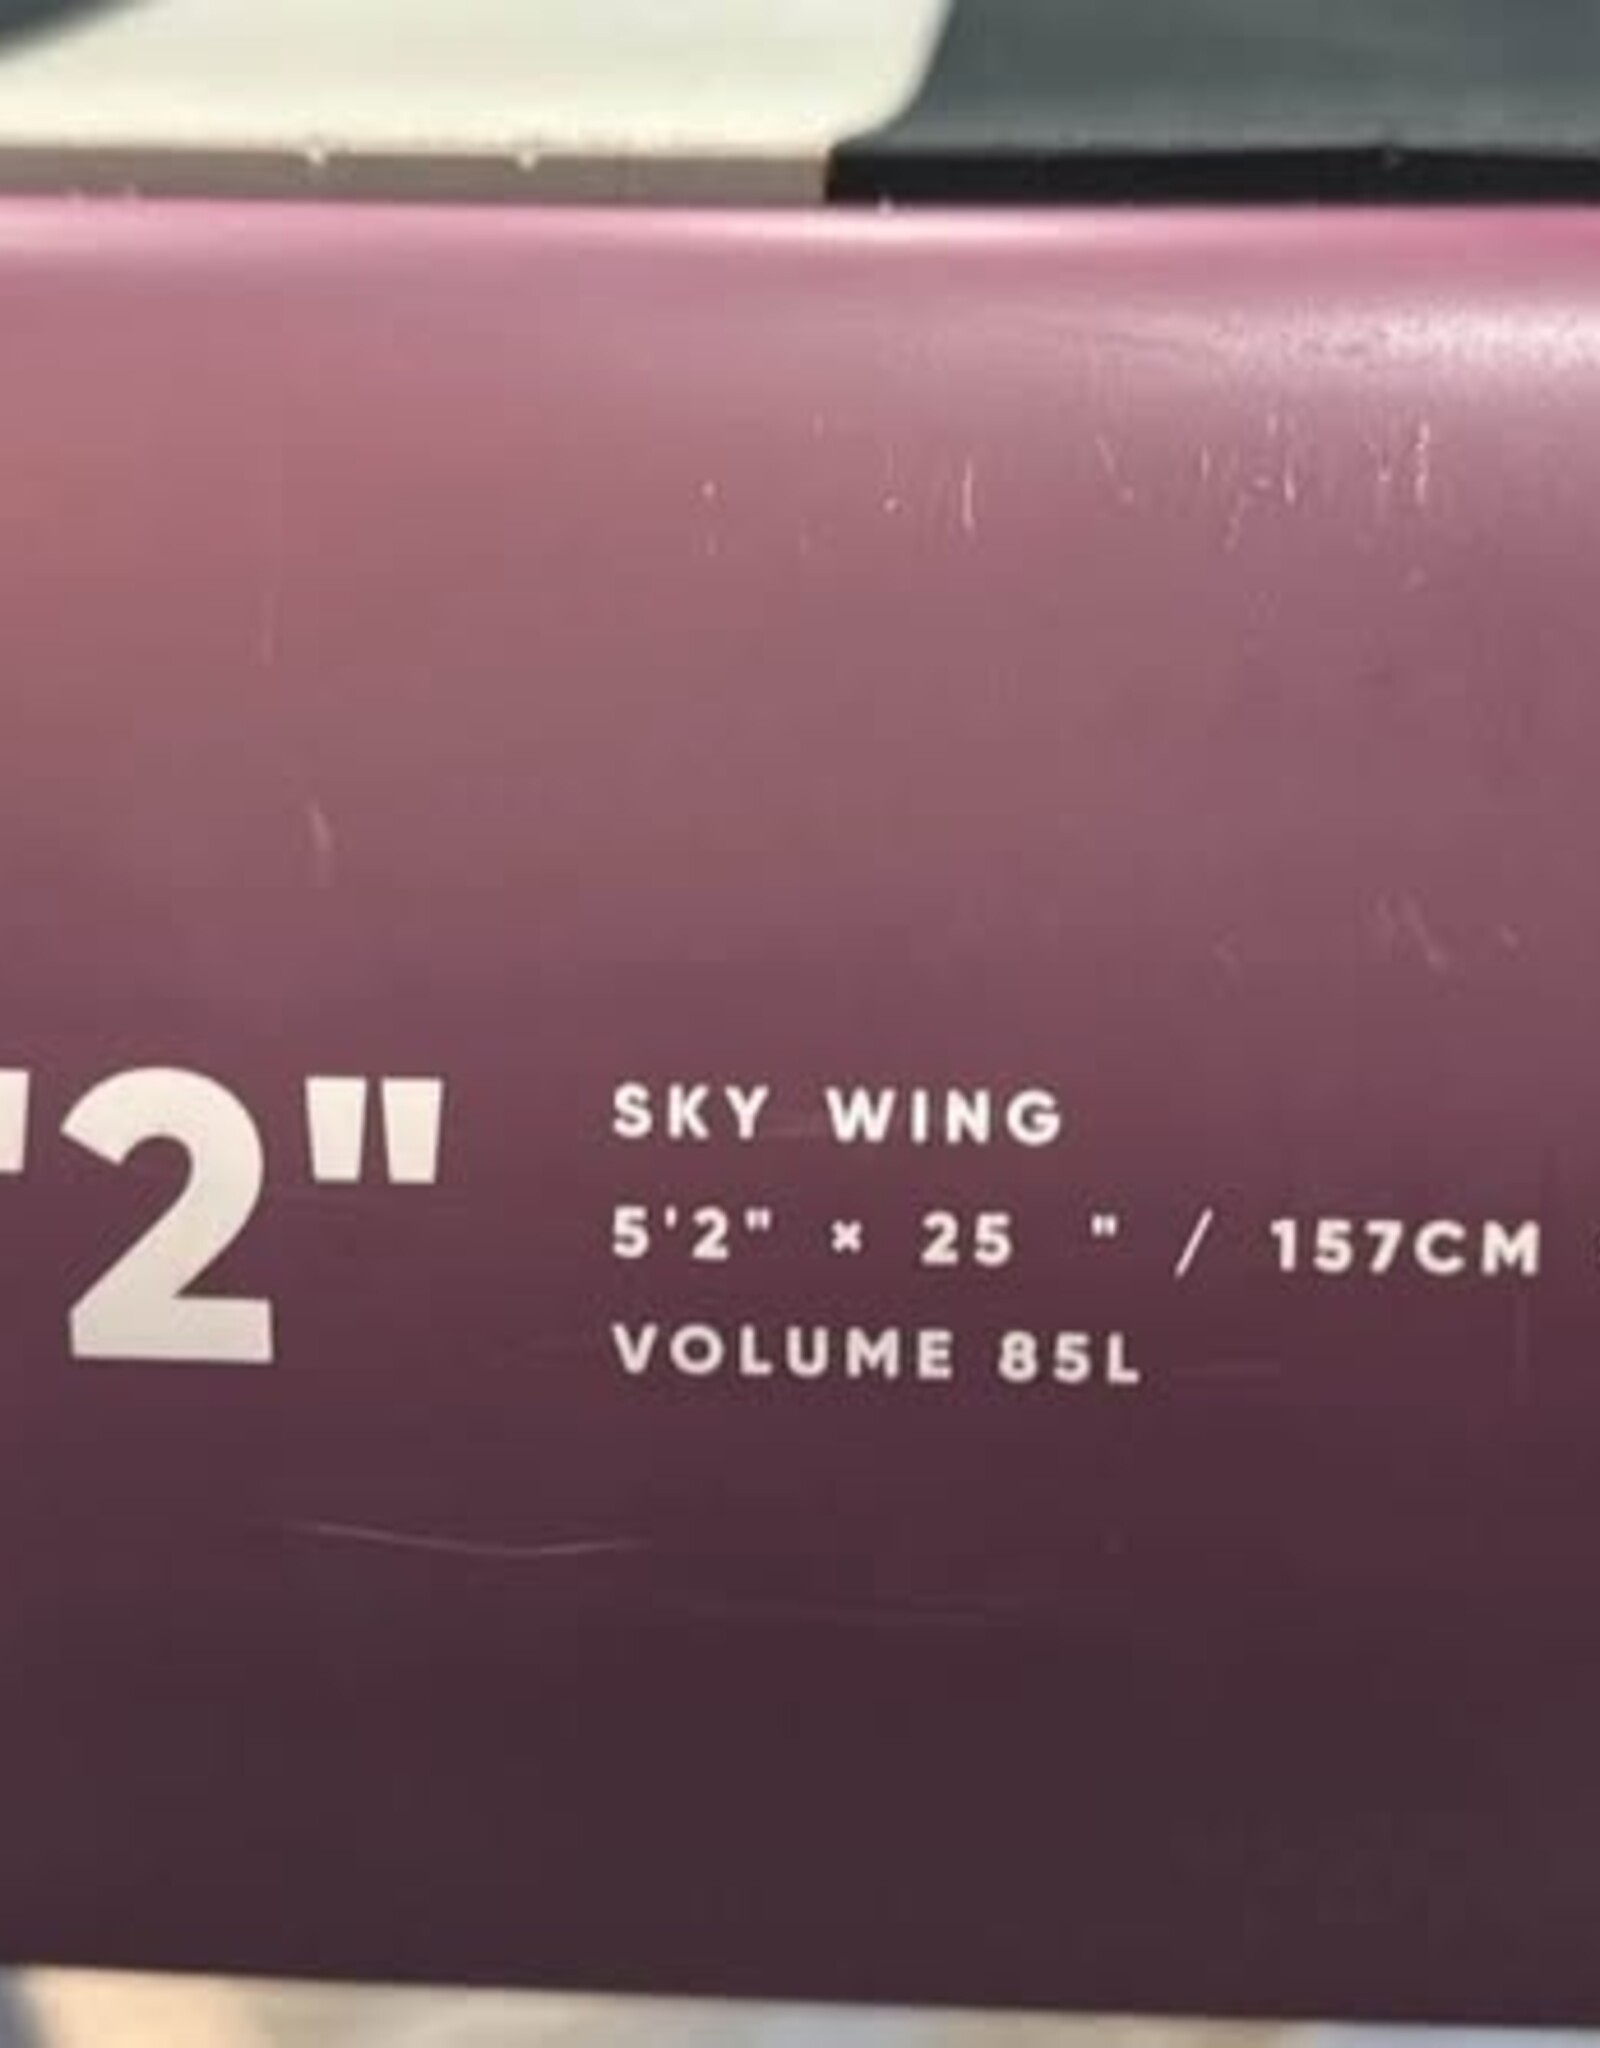 '2"
SKY WING
5'2" × 25 " / 157CM
VOLUME 85L